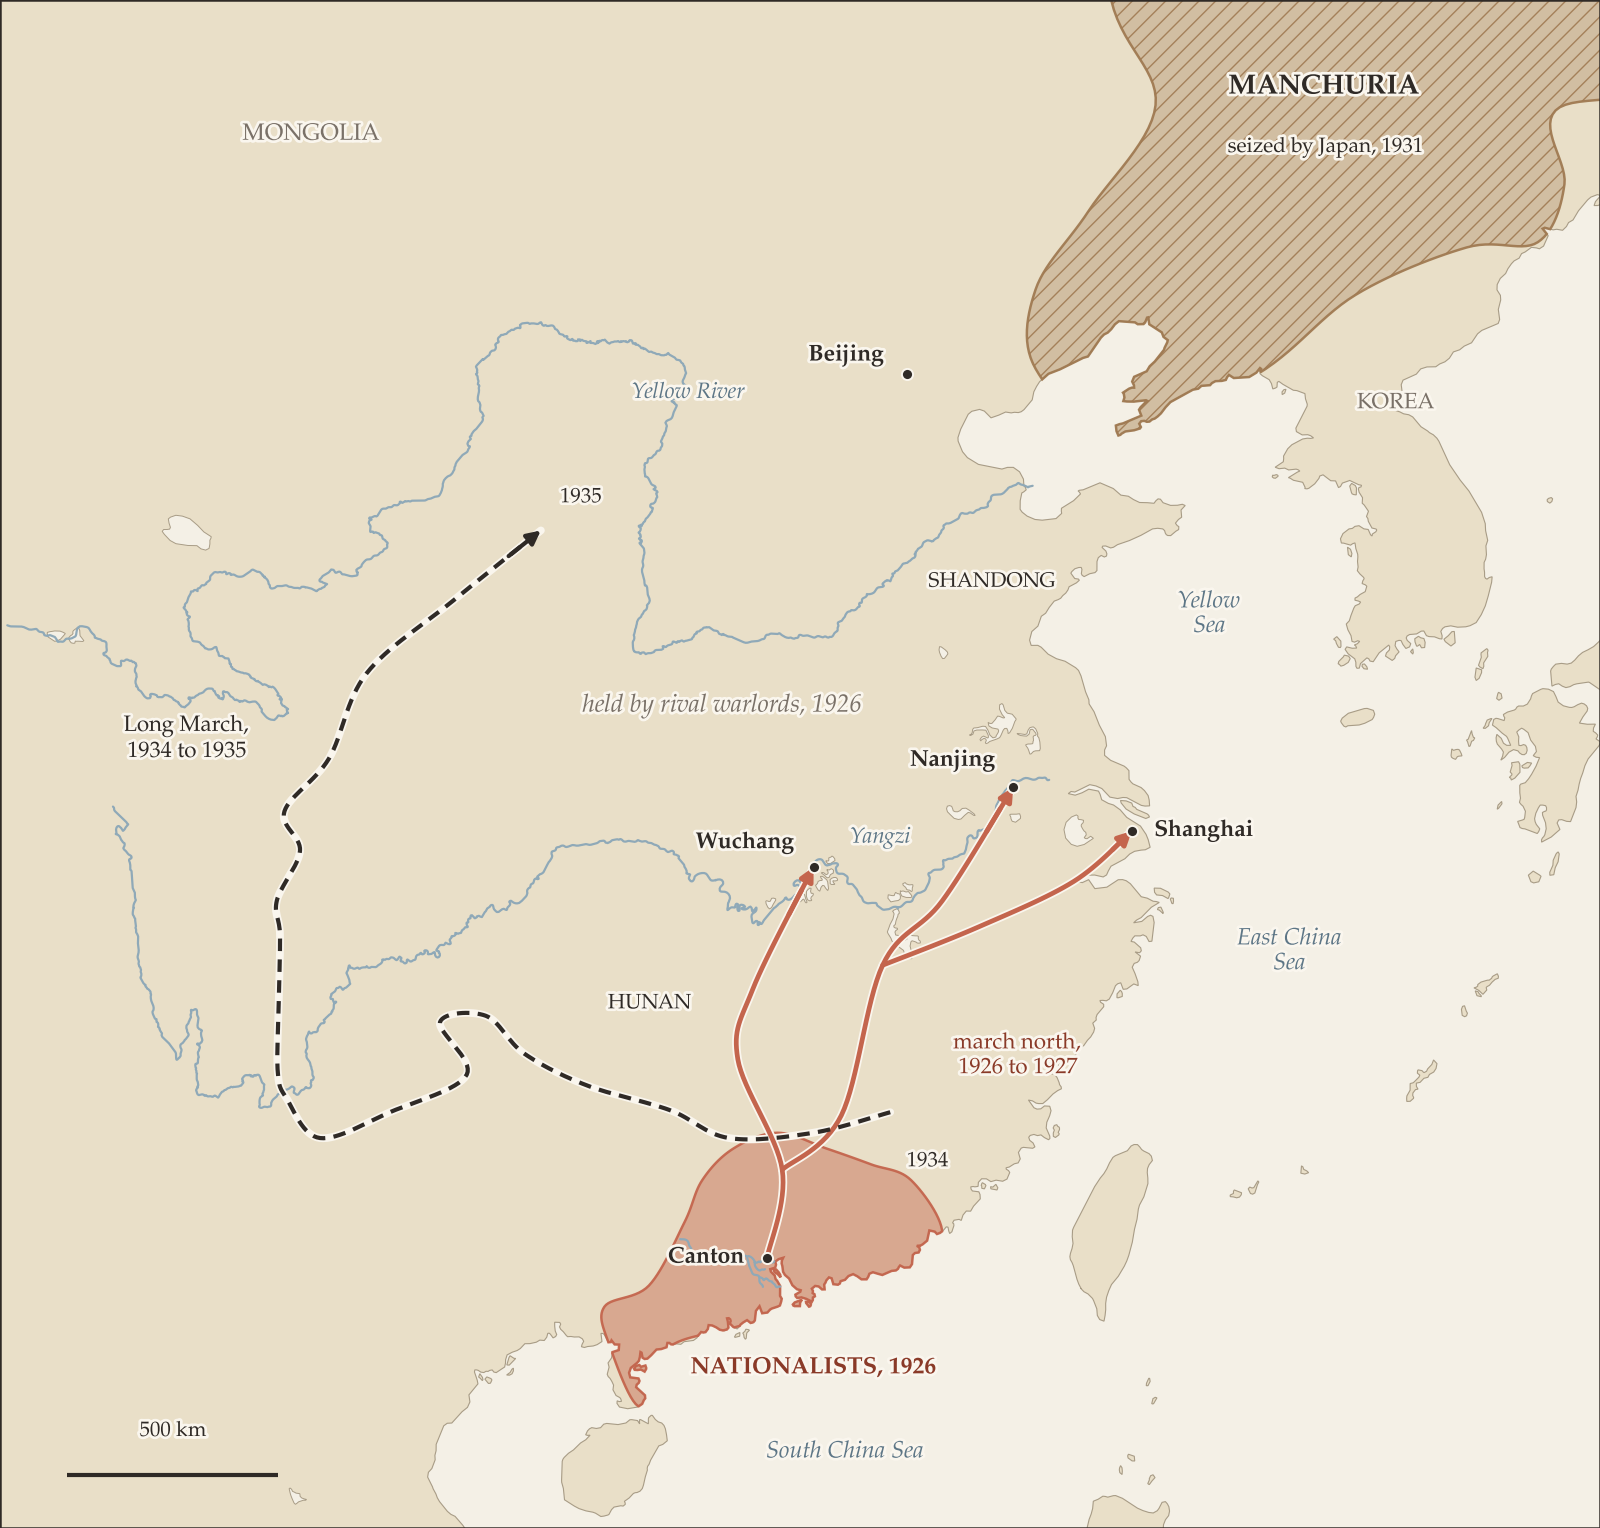 MANCHURIA
seized by Japan, 1931
MONGOLIA
Beijing
Yellow River
KOREA
1935
SHANDONG
Yellow
Sea
held by rival warlords, 1926
Long March,
1934 to 1935
Nanjing
Shanghai
Wuchang
Yangzi
East China
Sea
HUNAN
march north,
1926 to 1927
1934
Canton
NATIONALISTS, 1926
500 km
South China Sea